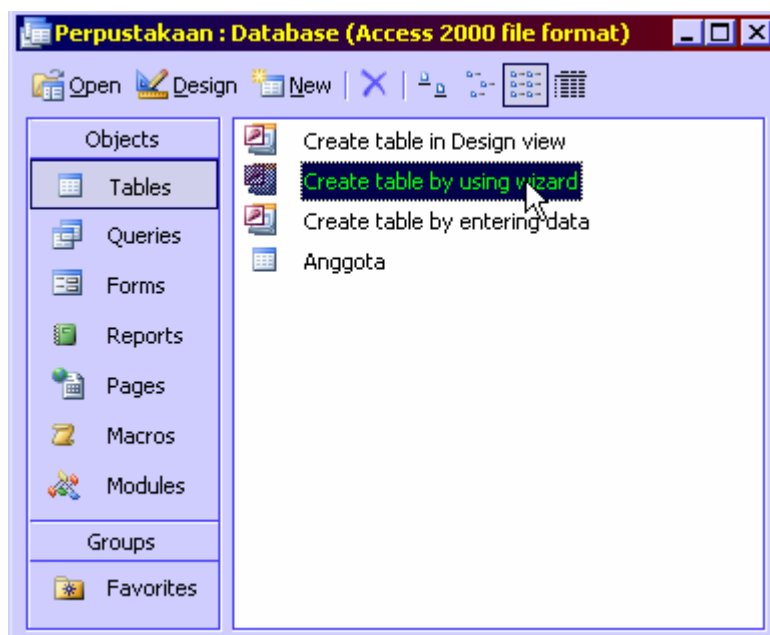 Perpustakaan : Database (Access 2000 file format)
Open Design New
Objects
Tables
Queries
Forms
Reports
Pages
Macros
Modules
Groups
Favorites
Create table in Design view
Create table by using wizard
Create table by entering data
Anggota